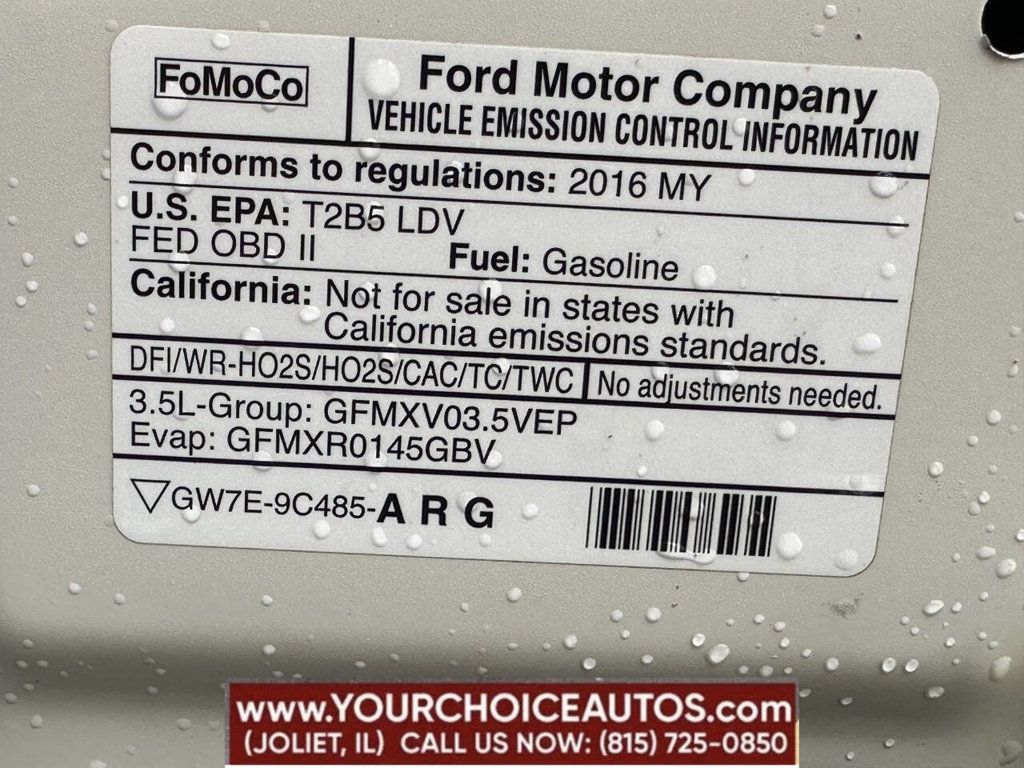 FoMoCo
Ford Motor Company
VEHICLE EMISSION CONTROL INFORMATION
Conforms to regulations: 2016 MY
U.S. EPA: T2B5 LDV
FED OBD II Fuel: Gasoline
California: Not for sale in states with
California emissions standards.
DFI/WR-HO2S/HO2S/CAC/TC/TWC No adjustments needed.
3.5L-Group: GFMXV03.5VEP
Evap: GFMXR0145GBV
GW7E-9C485-A R G
www.YOURCHOICEAUTOS.com
(JOLIET, IL) CALL US NOW: (815) 725-0850